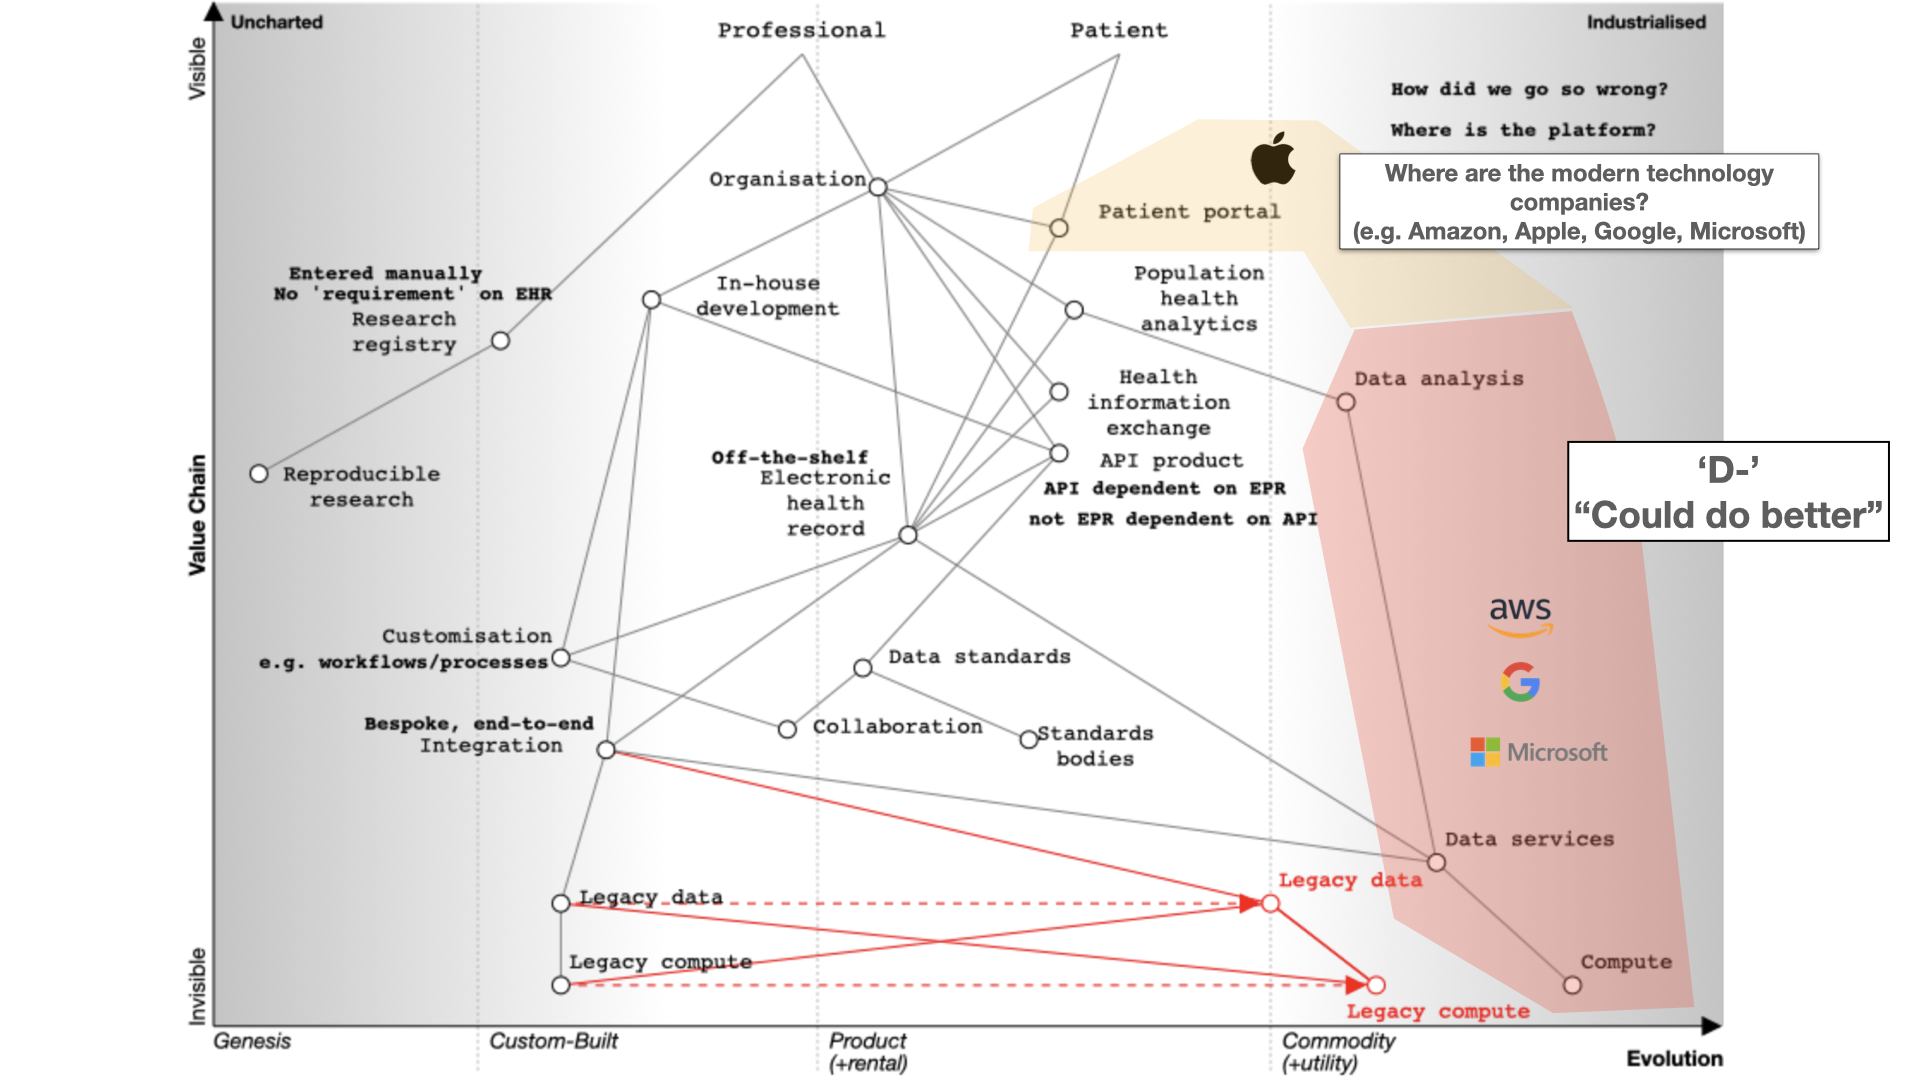 Uncharted
Industrialised
Visible
Value Chain
Invisible
Professional
Patient
How did we go so wrong?
Where is the platform?
Where are the modern technology
companies?
(e.g. Amazon, Apple, Google, Microsoft)
Organisation
Patient portal
Entered manually
No 'requirement' on EHR
Research
registry
In-house
development
Population
health
analytics
Data analysis
Health
information
exchange
Reproducible
research
Off-the-shelf
Electronic
health
record
API product
API dependent on EPR
not EPR dependent on API
‘D-’
“Could do better”
aws
Microsoft
Customisation
e.g. workflows/processes
Data standards
Bespoke, end-to-end
Integration
Collaboration
Standards
bodies
Data services
Legacy data
Legacy data
Legacy compute
Compute
Legacy compute
Genesis
Custom-Built
Product
(+rental)
Commodity
(+utility)
Evolution